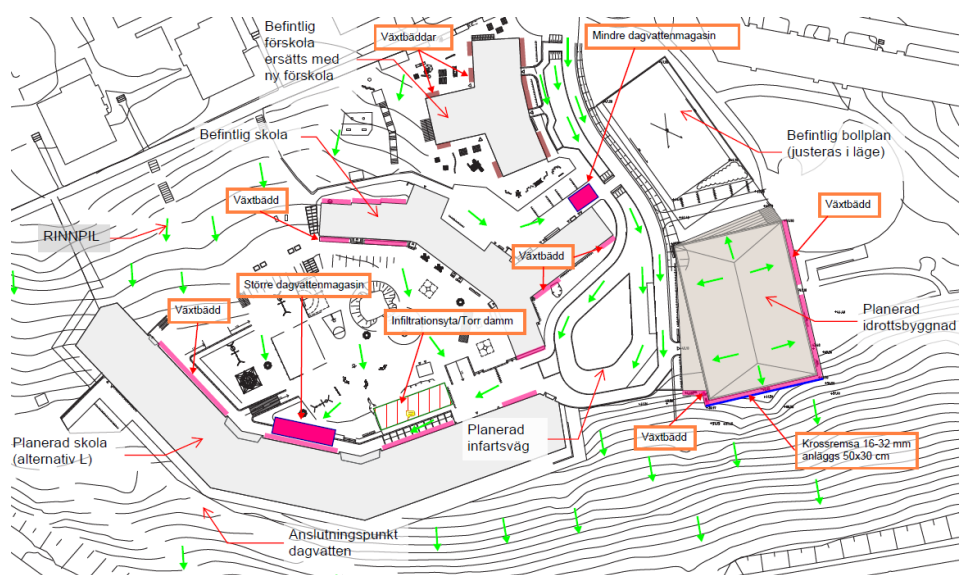 Befintlig
förskola
ersätts med
ny förskola
Växtbäddar
Mindre dagvattenmagasin
Befintlig skola
Befintlig bollplan
(justeras i läge)
Växtbädd
Växtbädd
RINNPIL
Växtbädd
Större dagvattenmagasin
Växtbädd
Infiltrationsyta/Torr damm
Planerad
idrottsbyggnad
Planerad skola
(alternativ L)
Planerad
infartsväg
Växtbädd
Krossremsa 16-32 mm
anläggs 50x30 cm
Anslutningspunkt
dagvatten